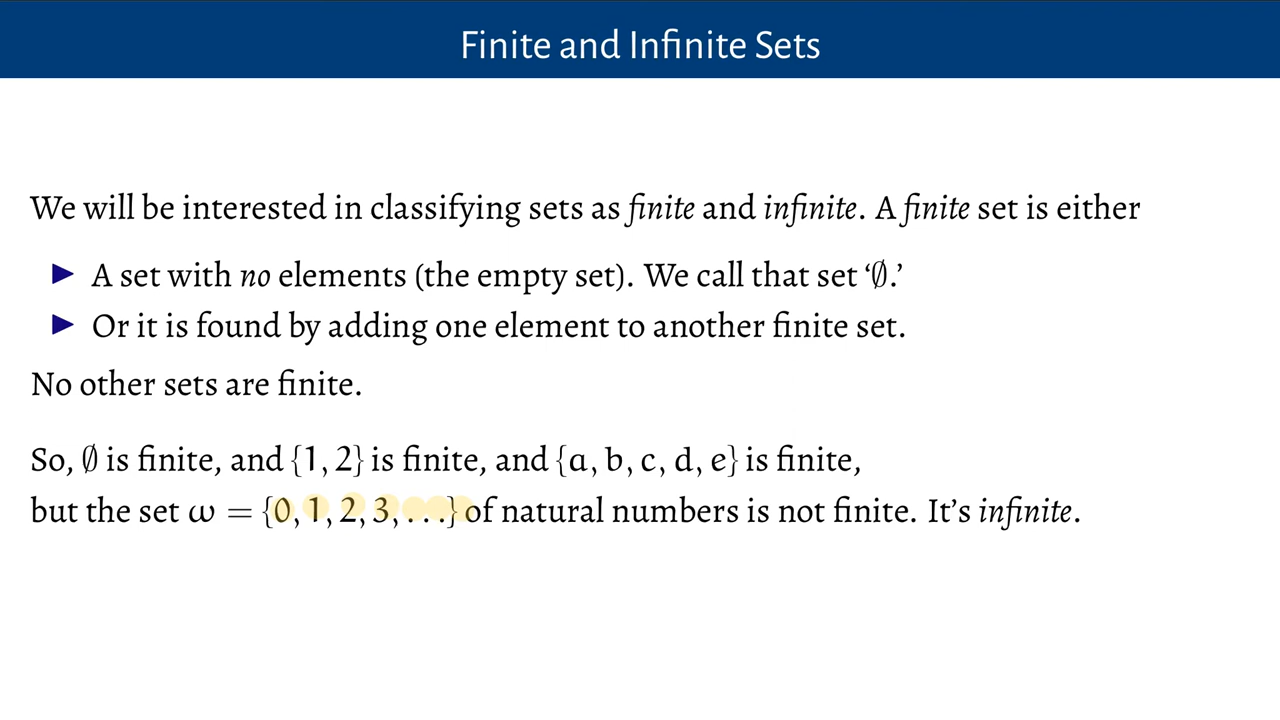 Finite and Infinite Sets
We will be interested in classifying sets as finite and infinite. A finite set is either
▶ A set with no elements (the empty set). We call that set ‘∅.’
▶ Or it is found by adding one element to another finite set.
No other sets are finite.
So, ∅ is finite, and {1, 2} is finite, and {a, b, c, d, e} is finite,
but the set ω = {0, 1, 2, 3, . . .} of natural numbers is not finite. It’s infinite.